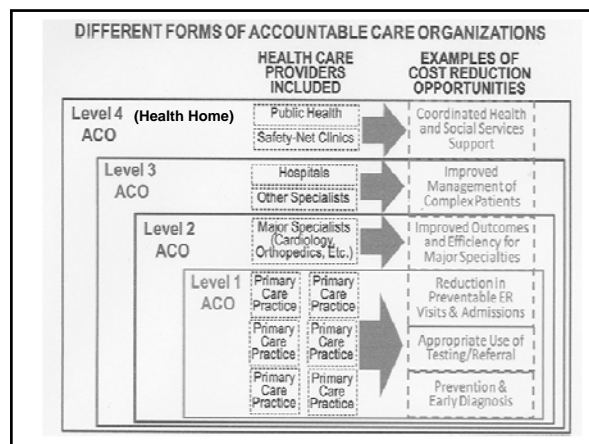 DIFFERENT FORMS OF ACCOUNTABLE CARE ORGANIZATIONS
HEALTH CARE
PROVIDERS
INCLUDED
EXAMPLES OF
COST REDUCTION
OPPORTUNITIES
Level 4 (Health Home)
ACO
Public Health
Safety-Net Clinics
Coordinated Health
and Social Services
Support
Level 3
ACO
Hospitals
Other Specialists
Improved
Management of
Complex Patients
Level 2
ACO
Major Specialists
(Cardiology,
Orthopedics, Etc.)
Improved Outcomes
and Efficiency for
Major Specialties
Level 1
ACO
Primary
Care
Practice
Primary
Care
Practice
Reduction in
Preventable ER
Visits & Admissions
Primary
Care
Practice
Primary
Care
Practice
Appropriate Use of
Testing/Referral
Primary
Care
Practice
Primary
Care
Practice
Prevention &
Early Diagnosis